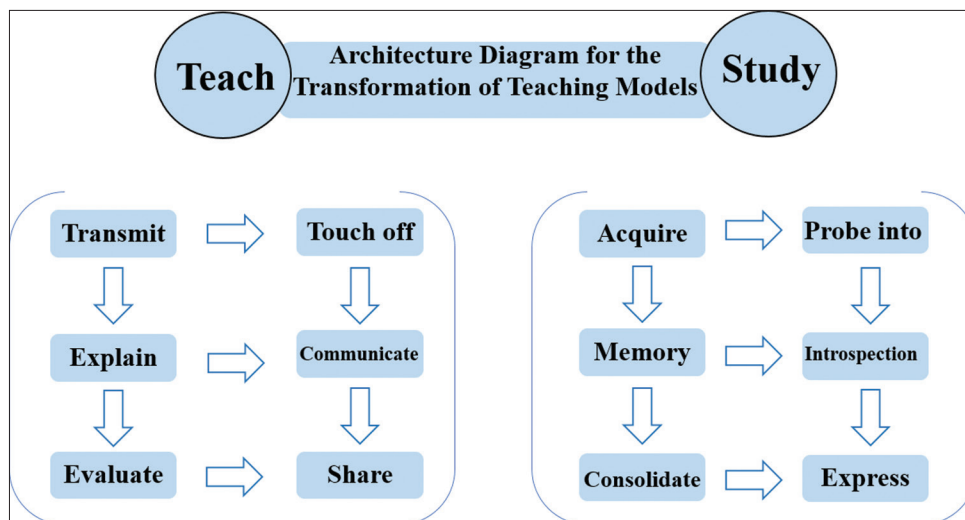 Teach
Architecture Diagram for the
Transformation of Teaching Models
Study
Transmit
Touch off
Explain
Communicate
Evaluate
Share
Acquire
Probe into
Memory
Introspection
Consolidate
Express